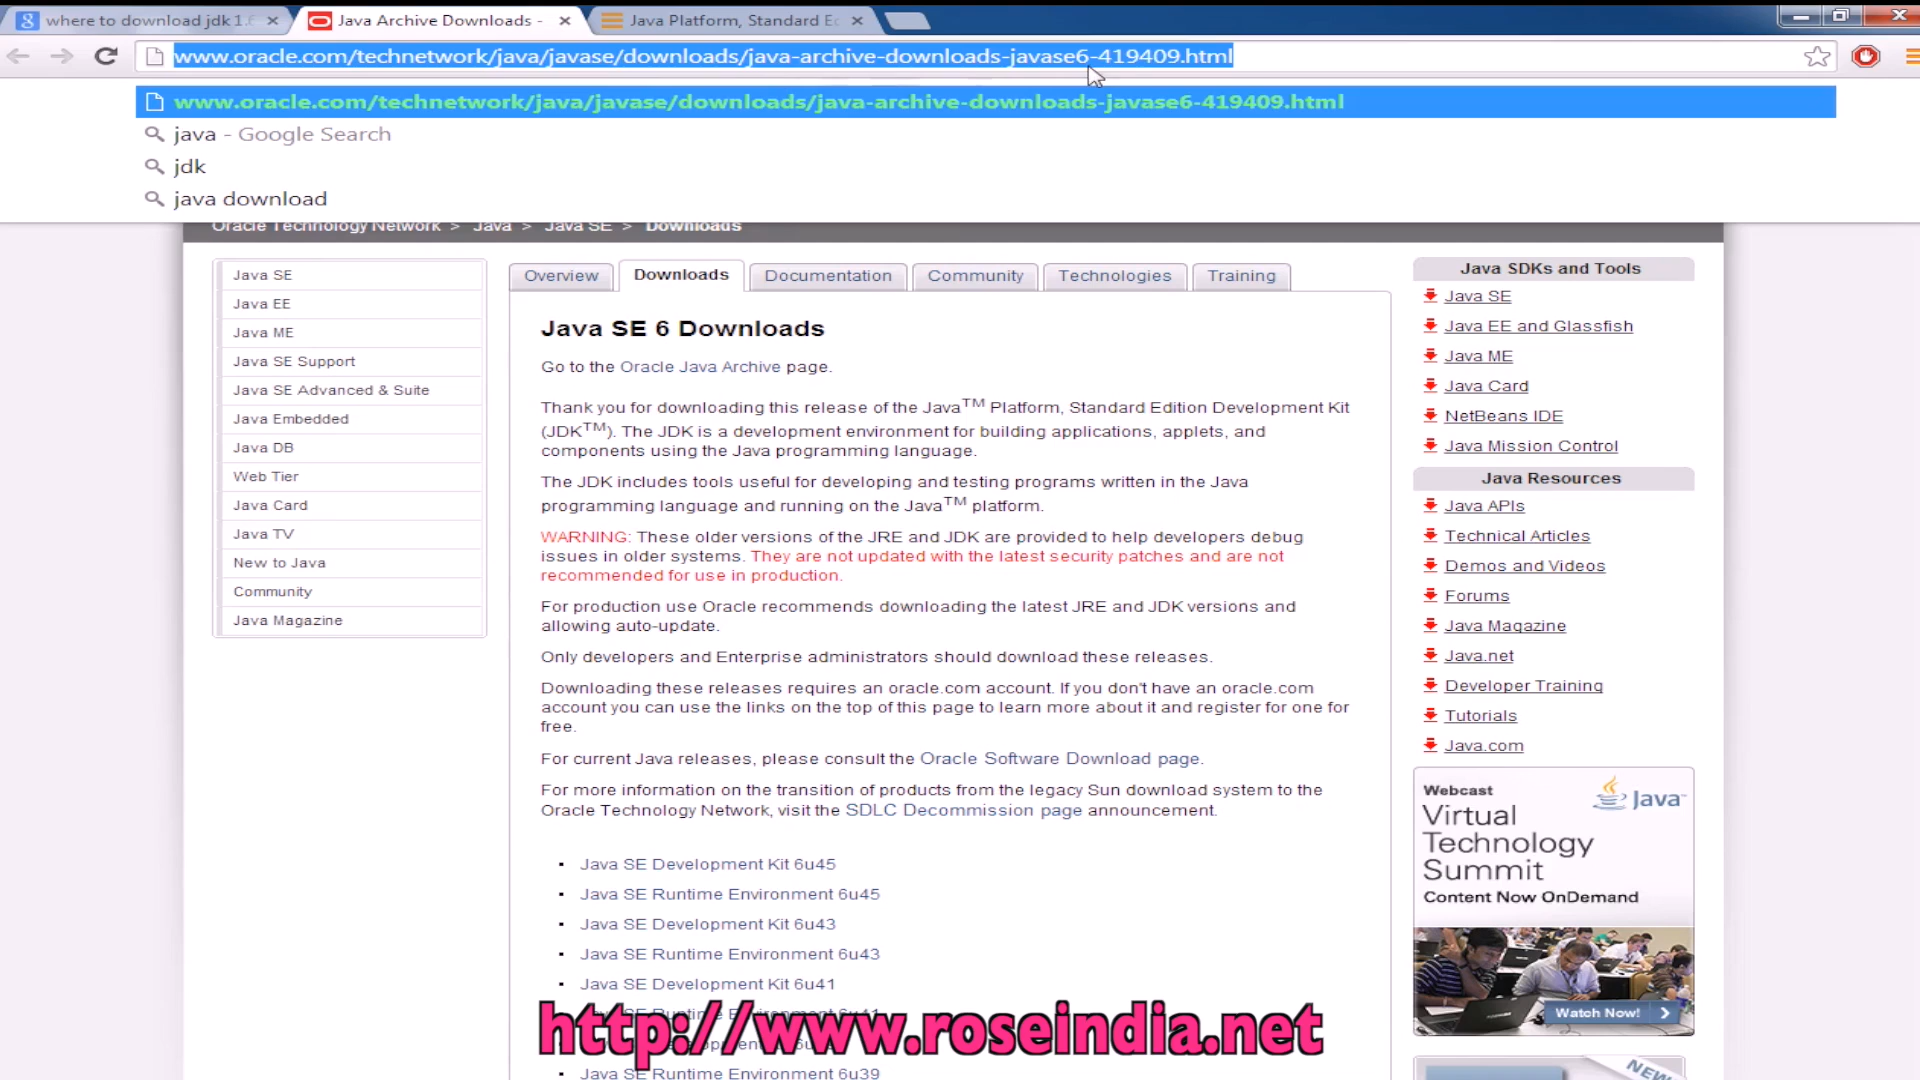 where to download jdk 1.6
Java Archive Downloads -
Java Platform, Standard Ed
www.oracle.com/technetwork/java/javase/downloads/java-archive-downloads-javase6-419409.html
www.oracle.com/technetwork/java/javase/downloads/java-archive-downloads-javase6-419409.html
java - Google Search
jdk
java download
Oracle Technology Network > Java > Java SE > Downloads
Java SE
Java EE
Java ME
Java SE Support
Java SE Advanced & Suite
Java Embedded
Java DB
Web Tier
Java Card
Java TV
New to Java
Community
Java Magazine
Overview
Downloads
Documentation
Community
Technologies
Training
Java SE 6 Downloads
Go to the Oracle Java Archive page.
Thank you for downloading this release of the Java™ Platform, Standard Edition Development Kit
(JDK™). The JDK is a development environment for building applications, applets, and
components using the Java programming language.
The JDK includes tools useful for developing and testing programs written in the Java
programming language and running on the Java™ platform.
WARNING: These older versions of the JRE and JDK are provided to help developers debug
issues in older systems. They are not updated with the latest security patches and are not
recommended for use in production.
For production use Oracle recommends downloading the latest JRE and JDK versions and
allowing auto-update.
Only developers and Enterprise administrators should download these releases.
Downloading these releases requires an oracle.com account. If you don't have an oracle.com
account you can use the links on the top of this page to learn more about it and register for one for
free.
For current Java releases, please consult the Oracle Software Download page.
For more information on the transition of products from the legacy Sun download system to the
Oracle Technology Network, visit the SDLC Decommission page announcement.
Java SE Development Kit 6u45
Java SE Runtime Environment 6u45
Java SE Development Kit 6u43
Java SE Runtime Environment 6u43
Java SE Development Kit 6u41
http://www.roseindia.net
Java SE Runtime Environment 6u39
Java SDKs and Tools
Java SE
Java EE and Glassfish
Java ME
Java Card
NetBeans IDE
Java Mission Control
Java Resources
Java APIs
Technical Articles
Demos and Videos
Forums
Java Magazine
Java.net
Developer Training
Tutorials
Java.com
Webcast
Java
Virtual
Technology
Summit
Content Now OnDemand
Watch Now!
NEW